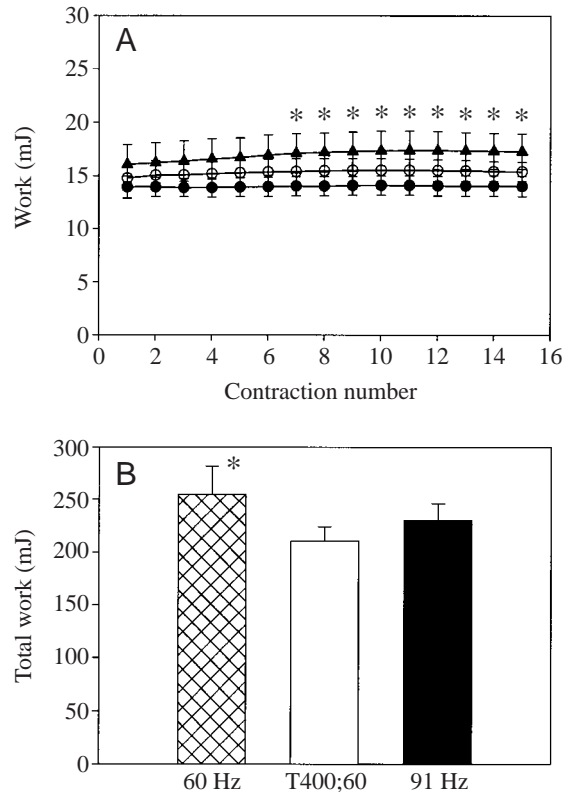 A
30
25
20
15
10
5
0
Work (mJ)
* * * * * * * * *
0 2 4 6 8 10 12 14 16
Contraction number
B
300
250
200
150
100
50
0
Total work (mJ)
*
60 Hz T400;60 91 Hz